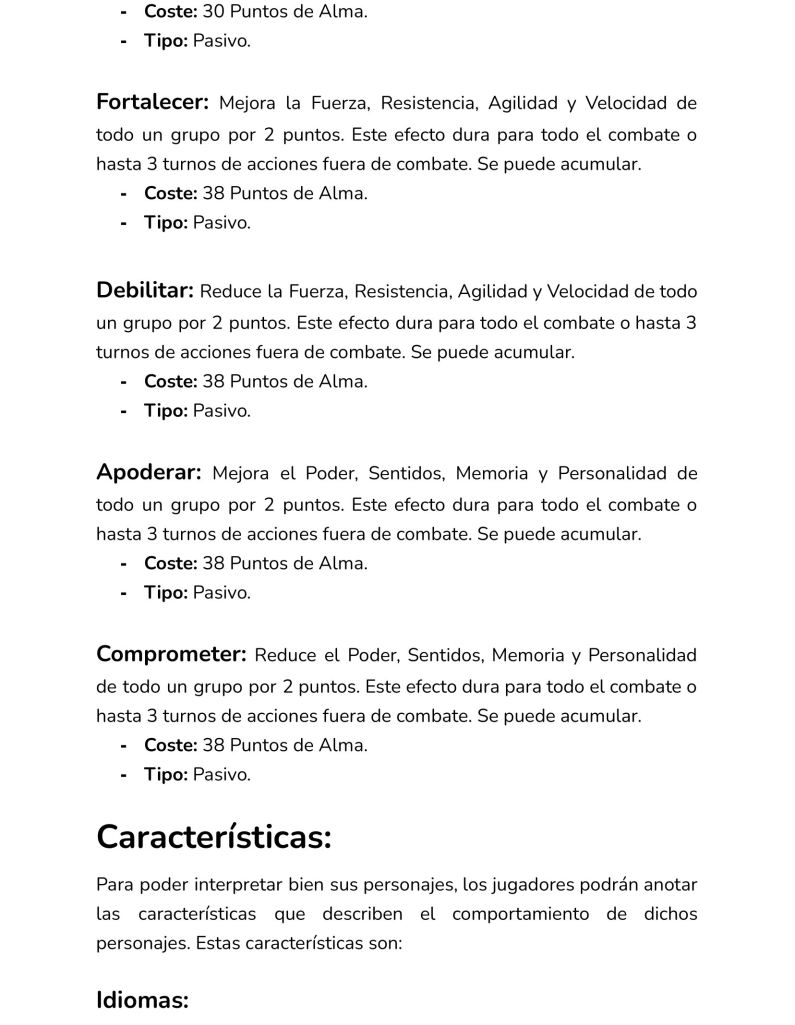 - Coste: 30 Puntos de Alma.
- Tipo: Pasivo.
Fortalecer: Mejora la Fuerza, Resistencia, Agilidad y Velocidad de
todo un grupo por 2 puntos. Este efecto dura para todo el combate o
hasta 3 turnos de acciones fuera de combate. Se puede acumular.
- Coste: 38 Puntos de Alma.
- Tipo: Pasivo.
Debilitar: Reduce la Fuerza, Resistencia, Agilidad y Velocidad de todo
un grupo por 2 puntos. Este efecto dura para todo el combate o hasta 3
turnos de acciones fuera de combate. Se puede acumular.
- Coste: 38 Puntos de Alma.
- Tipo: Pasivo.
Apoderar: Mejora el Poder, Sentidos, Memoria y Personalidad de
todo un grupo por 2 puntos. Este efecto dura para todo el combate o
hasta 3 turnos de acciones fuera de combate. Se puede acumular.
- Coste: 38 Puntos de Alma.
- Tipo: Pasivo.
Comprometer: Reduce el Poder, Sentidos, Memoria y Personalidad
de todo un grupo por 2 puntos. Este efecto dura para todo el combate o
hasta 3 turnos de acciones fuera de combate. Se puede acumular.
- Coste: 38 Puntos de Alma.
- Tipo: Pasivo.
Características:
Para poder interpretar bien sus personajes, los jugadores podrán anotar
las características que describen el comportamiento de dichos
personajes. Estas características son:
Idiomas: